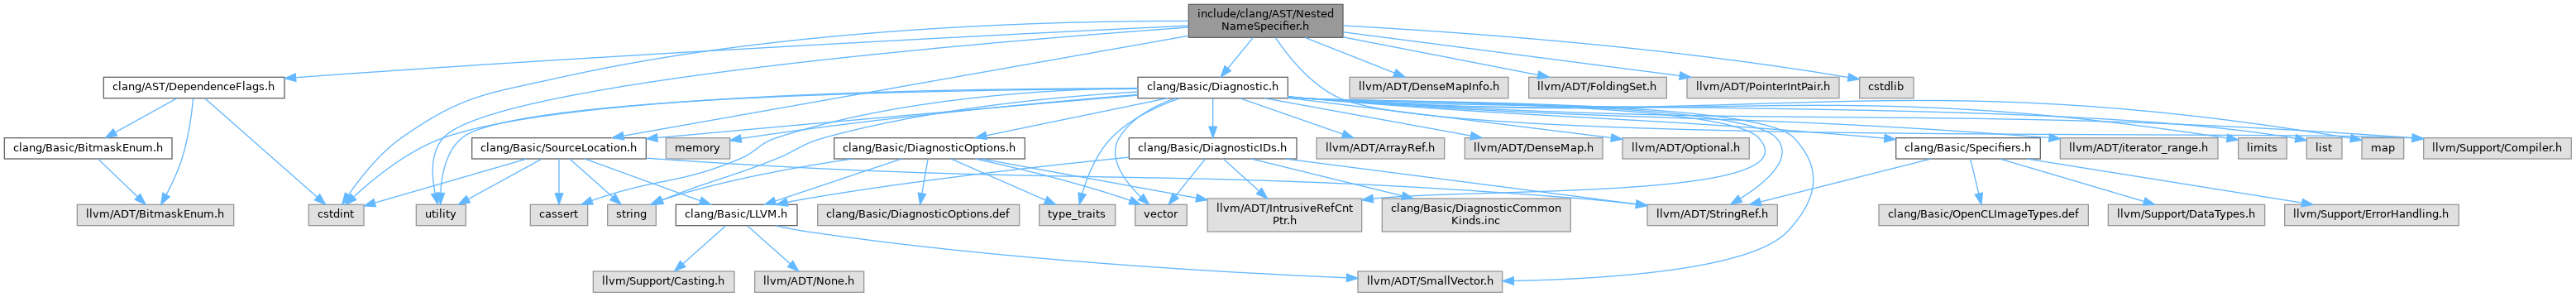 include/clang/AST/Nested
NameSpecifier.h
clang/AST/DependenceFlags.h
clang/Basic/Diagnostic.h
llvm/ADT/DenseMapInfo.h
llvm/ADT/FoldingSet.h
llvm/ADT/PointerIntPair.h
cstdlib
clang/Basic/BitmaskEnum.h
clang/Basic/SourceLocation.h
memory
clang/Basic/DiagnosticOptions.h
clang/Basic/DiagnosticIDs.h
llvm/ADT/ArrayRef.h
llvm/ADT/DenseMap.h
llvm/ADT/Optional.h
clang/Basic/Specifiers.h
llvm/ADT/iterator_range.h
limits
list
map
llvm/Support/Compiler.h
llvm/ADT/BitmaskEnum.h
cstdint
utility
cassert
string
clang/Basic/LLVM.h
clang/Basic/DiagnosticOptions.def
type_traits
vector
llvm/ADT/IntrusiveRefCnt
Ptr.h
clang/Basic/DiagnosticCommon
Kinds.inc
llvm/ADT/StringRef.h
clang/Basic/OpenCLImageTypes.def
llvm/Support/DataTypes.h
llvm/Support/ErrorHandling.h
llvm/Support/Casting.h
llvm/ADT/None.h
llvm/ADT/SmallVector.h